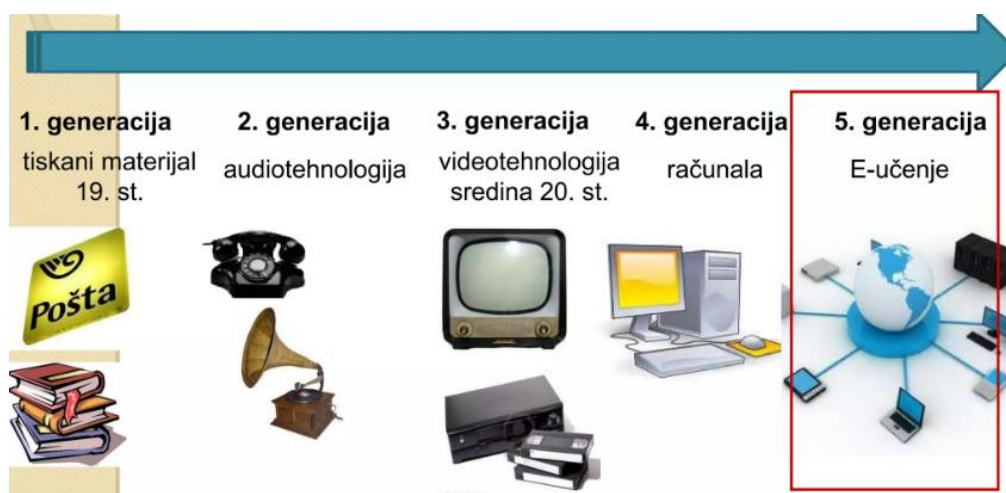 1. generacija
tiskani materijal
19. st.
2. generacija
audiotehnologija
3. generacija
videotehnologija
sredina 20. st.
4. generacija
računala
5. generacija
E-učenje
Pošta